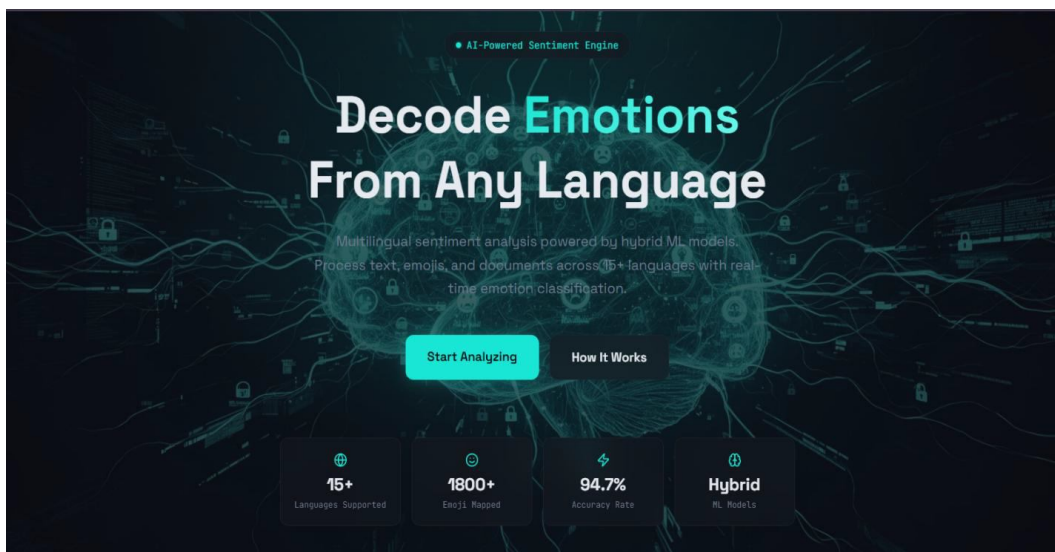 AI-Powered Sentiment Engine
Decode Emotions
From Any Language
Multilingual sentiment analysis powered by hybrid ML models.
Process text, emojis, and documents across 15+ languages with real-
time emotion classification.
Start Analyzing
How It Works
15+
Languages Supported
1800+
Emoji Mapped
94.7%
Accuracy Rate
Hybrid
ML Models